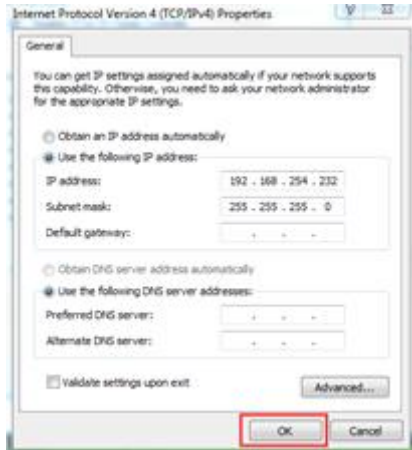 Internet Protocol Version 4 (TCP/IPv4) Properties
General
You can get IP settings assigned automatically if your network supports
this capability. Otherwise, you need to ask your network administrator
for the appropriate IP settings.
Obtain an IP address automatically
Use the following IP address:
IP address: 192 . 168 . 254 . 232
Subnet mask: 255 . 255 . 255 . 0
Default gateway: . . .
Obtain DNS server address automatically
Use the following DNS server addresses:
Preferred DNS server: . . .
Alternate DNS server: . . .
Validate settings upon exit
Advanced...
OK Cancel